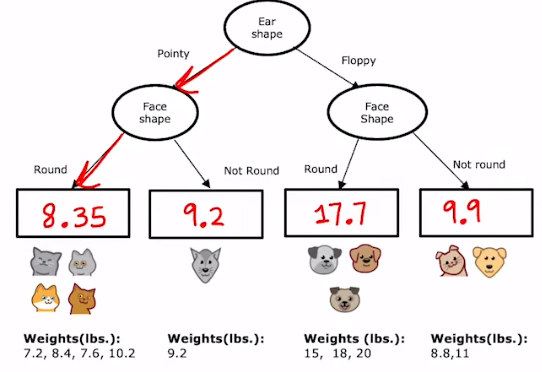 Ear
shape
Pointy
Floppy
Face
shape
Face
Shape
Round
Not Round
Round
Not round
8.35
9.2
17.7
9.9
Weights(lbs.):
7.2, 8.4, 7.6, 10.2
Weights(lbs.):
9.2
Weights (lbs.):
15, 18, 20
Weights(lbs.):
8.8,11